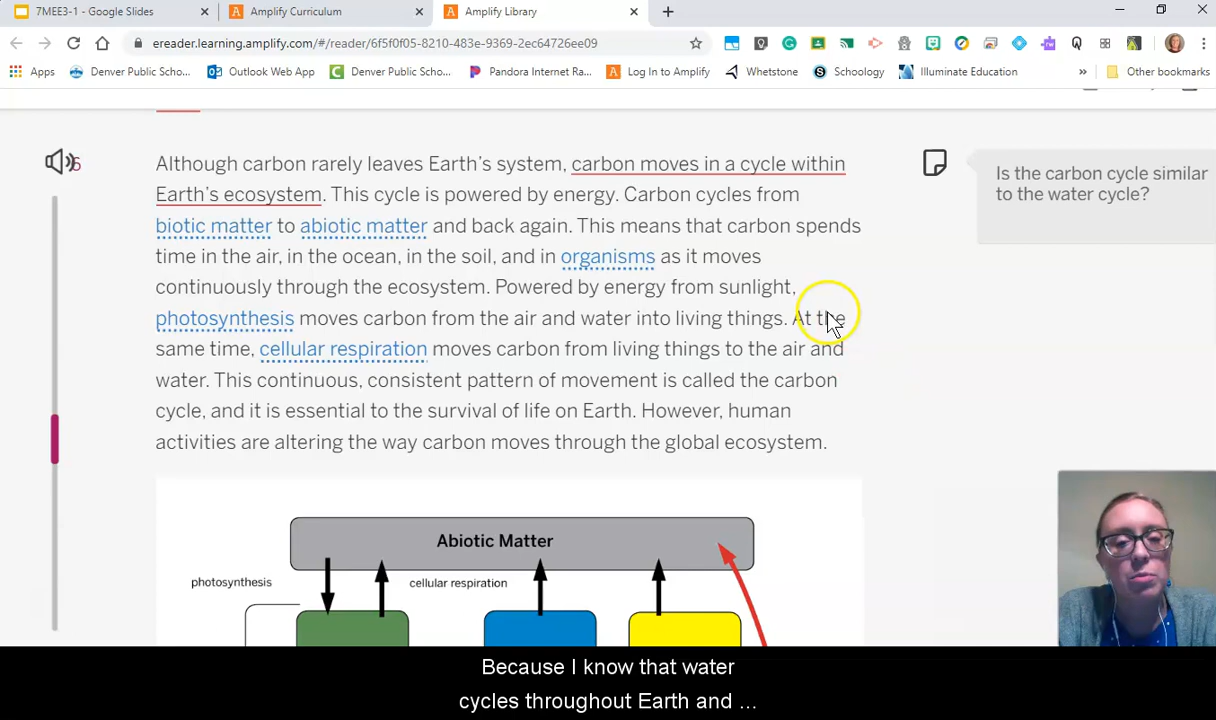 7MEE3-1 - Google Slides
Amplify Curriculum
Amplify Library
ereader.learning.amplify.com/#/reader/6f5f0f05-8210-483e-9369-2ec64726ee09
Apps
Denver Public Scho...
Outlook Web App
Denver Public Scho...
Pandora Internet Ra...
Log In to Amplify
Whetstone
Schoology
Illuminate Education
Other bookmarks
6
Although carbon rarely leaves Earth's system, carbon moves in a cycle within
Earth's ecosystem. This cycle is powered by energy. Carbon cycles from
biotic matter to abiotic matter and back again. This means that carbon spends
time in the air, in the ocean, in the soil, and in organisms as it moves
continuously through the ecosystem. Powered by energy from sunlight,
photosynthesis moves carbon from the air and water into living things. At the
same time, cellular respiration moves carbon from living things to the air and
water. This continuous, consistent pattern of movement is called the carbon
cycle, and it is essential to the survival of life on Earth. However, human
activities are altering the way carbon moves through the global ecosystem.
Is the carbon cycle similar
to the water cycle?
Abiotic Matter
photosynthesis
cellular respiration
Because I know that water
cycles throughout Earth and ...